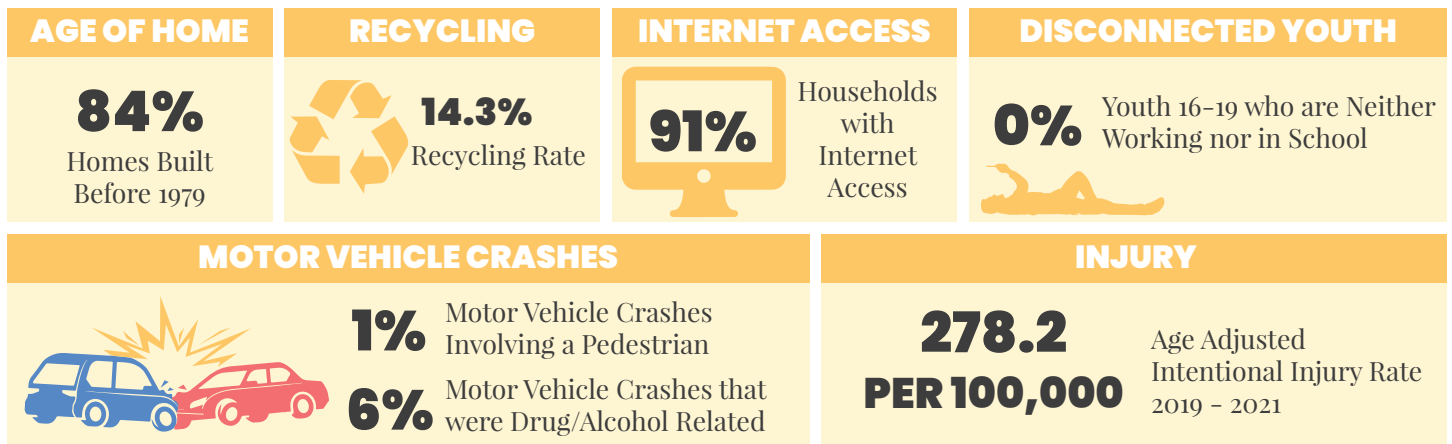 AGE OF HOME
84%
Homes Built
Before 1979
RECYCLING
14.3%
Recycling Rate
INTERNET ACCESS
91%
Households
with
Internet
Access
DISCONNECTED YOUTH
0%
Youth 16-19 who are Neither
Working nor in School
MOTOR VEHICLE CRASHES
1%
Motor Vehicle Crashes
Involving a Pedestrian
6%
Motor Vehicle Crashes that
were Drug/Alcohol Related
INJURY
278.2
PER 100,000
Age Adjusted
Intentional Injury Rate
2019 - 2021